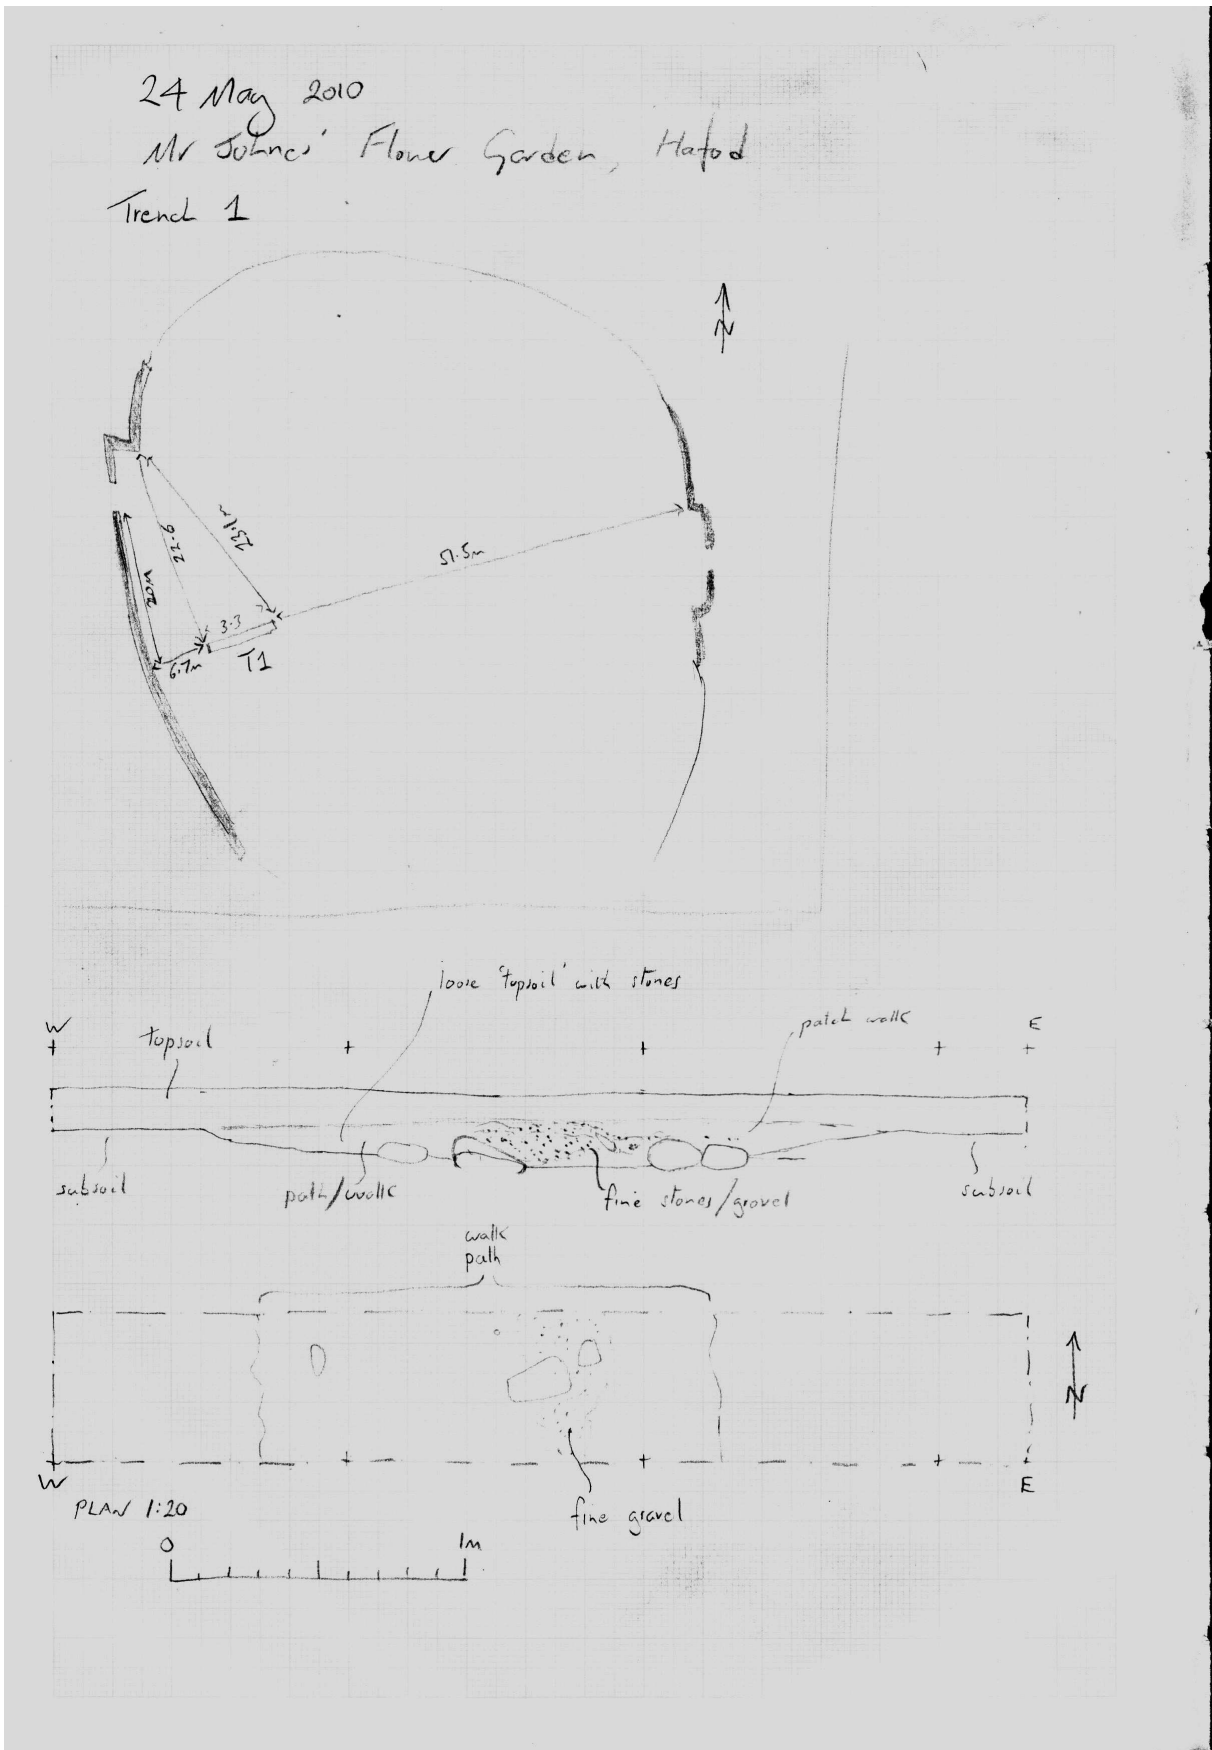 24 May 2010
Mr Johnes' Flower Garden, Hafod
Trench 1
N
23.1m
22.6
51.5m
20m
3.3
6.7m
T1
loose 'topsoil' with stones
W
topsoil
patch walk
E
subsoil
path/walk
fine stones/gravel
subsoil
walk
path
N
W
E
PLAN 1:20
fine gravel
0
1m